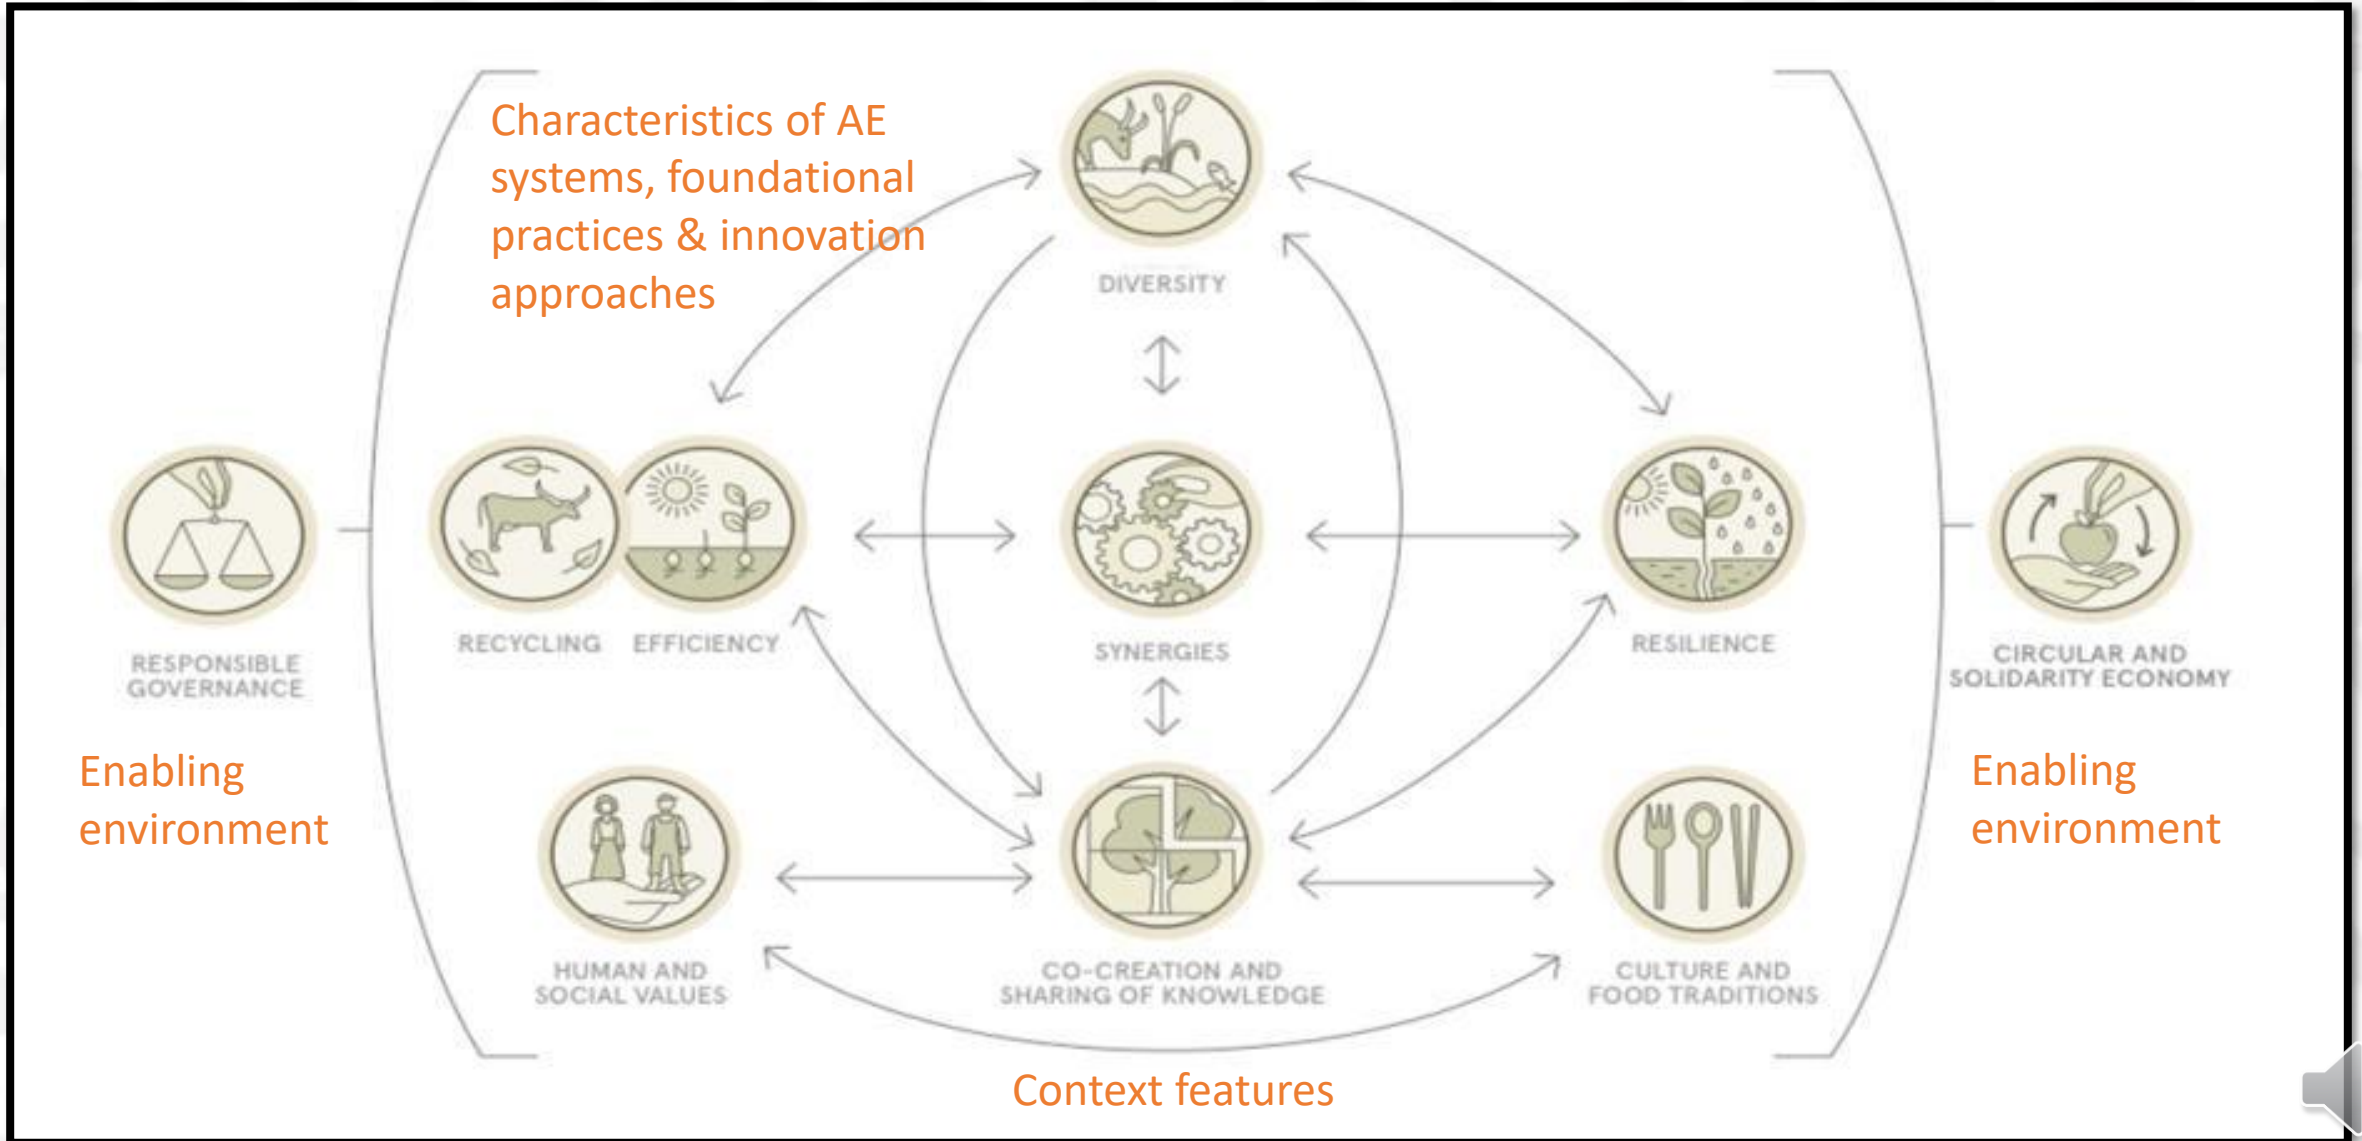 Characteristics of AE
systems, foundational
practices & innovation
approaches
DIVERSITY
RECYCLING
EFFICIENCY
SYNERGIES
RESILIENCE
RESPONSIBLE
GOVERNANCE
CIRCULAR AND
SOLIDARITY ECONOMY
Enabling
environment
Enabling
environment
HUMAN AND
SOCIAL VALUES
CO-CREATION AND
SHARING OF KNOWLEDGE
CULTURE AND
FOOD TRADITIONS
Context features